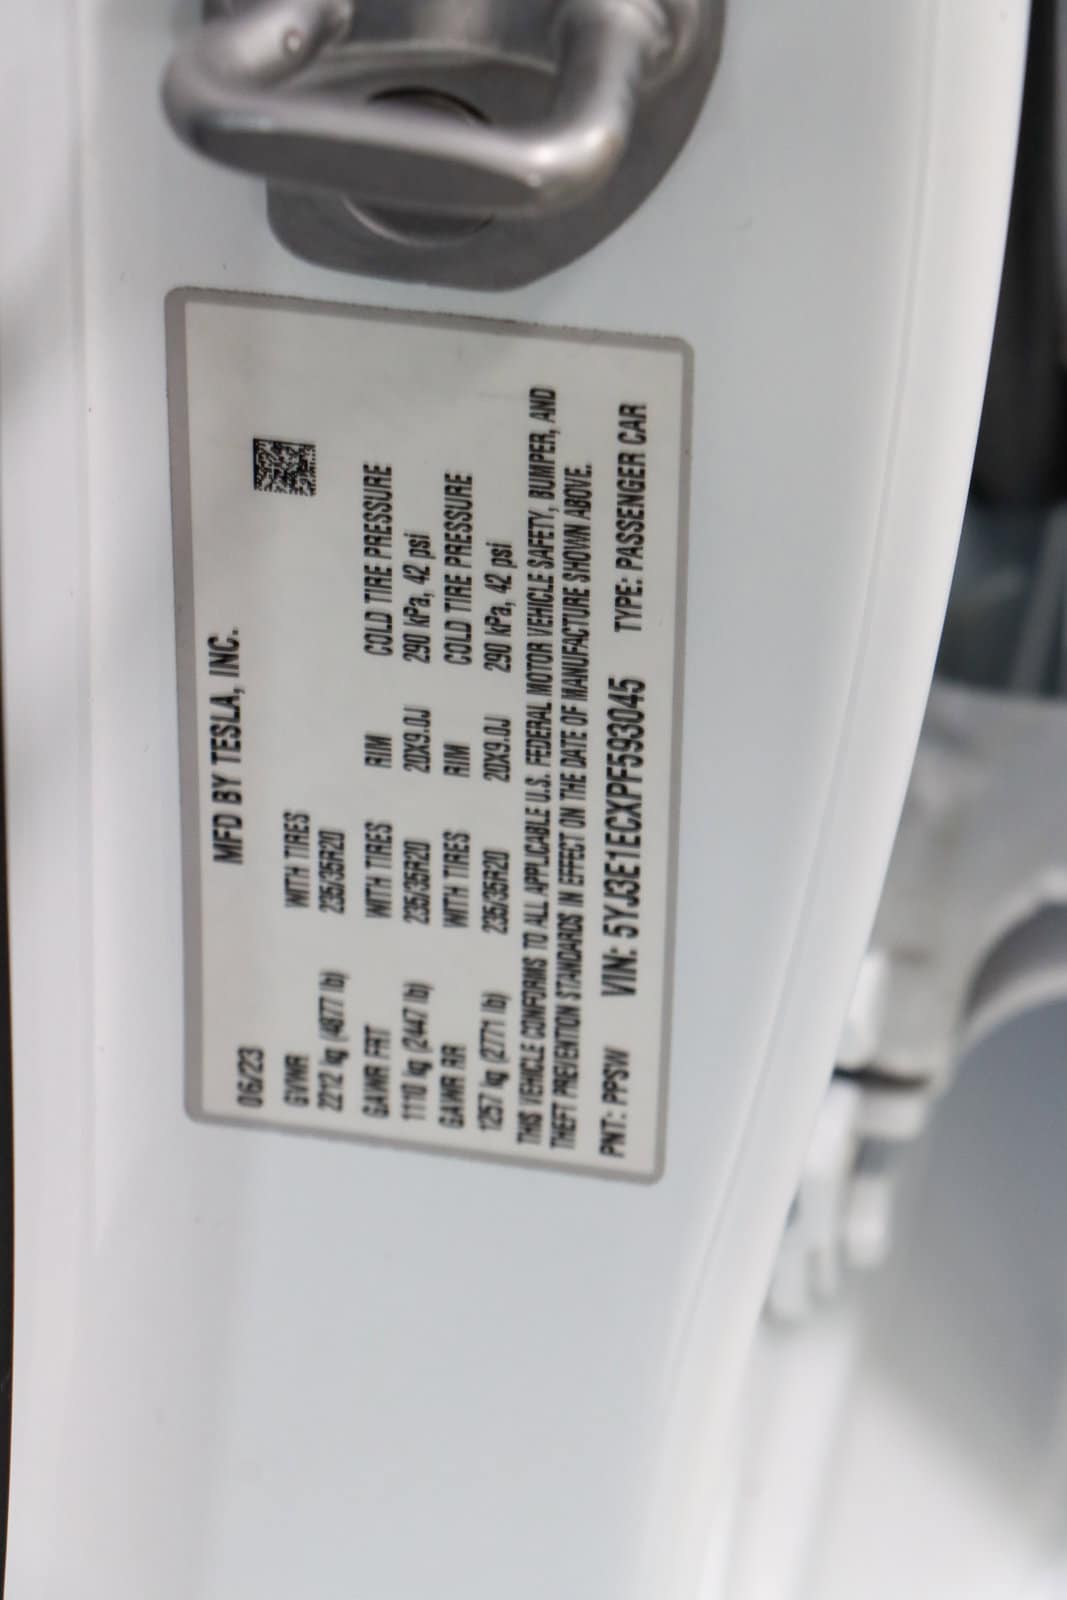 MFD BY TESLA, INC.
06/23
GVWR WITH TIRES
2212 kg (4877 lb) 235/35R20
GAWR FRT WITH TIRES RIM COLD TIRE PRESSURE
1110 kg (2447 lb) 235/35R20 20X9.0J 290 kPa, 42 psi
GAWR RR WITH TIRES RIM COLD TIRE PRESSURE
1257 kg (2771 lb) 235/35R20 20X9.0J 290 kPa, 42 psi
THIS VEHICLE CONFORMS TO ALL APPLICABLE U.S. FEDERAL MOTOR VEHICLE SAFETY, BUMPER, AND
THEFT PREVENTION STANDARDS IN EFFECT ON THE DATE OF MANUFACTURE SHOWN ABOVE.
PNT: PPSW VIN: 5YJ3E1ECXPF593045 TYPE: PASSENGER CAR